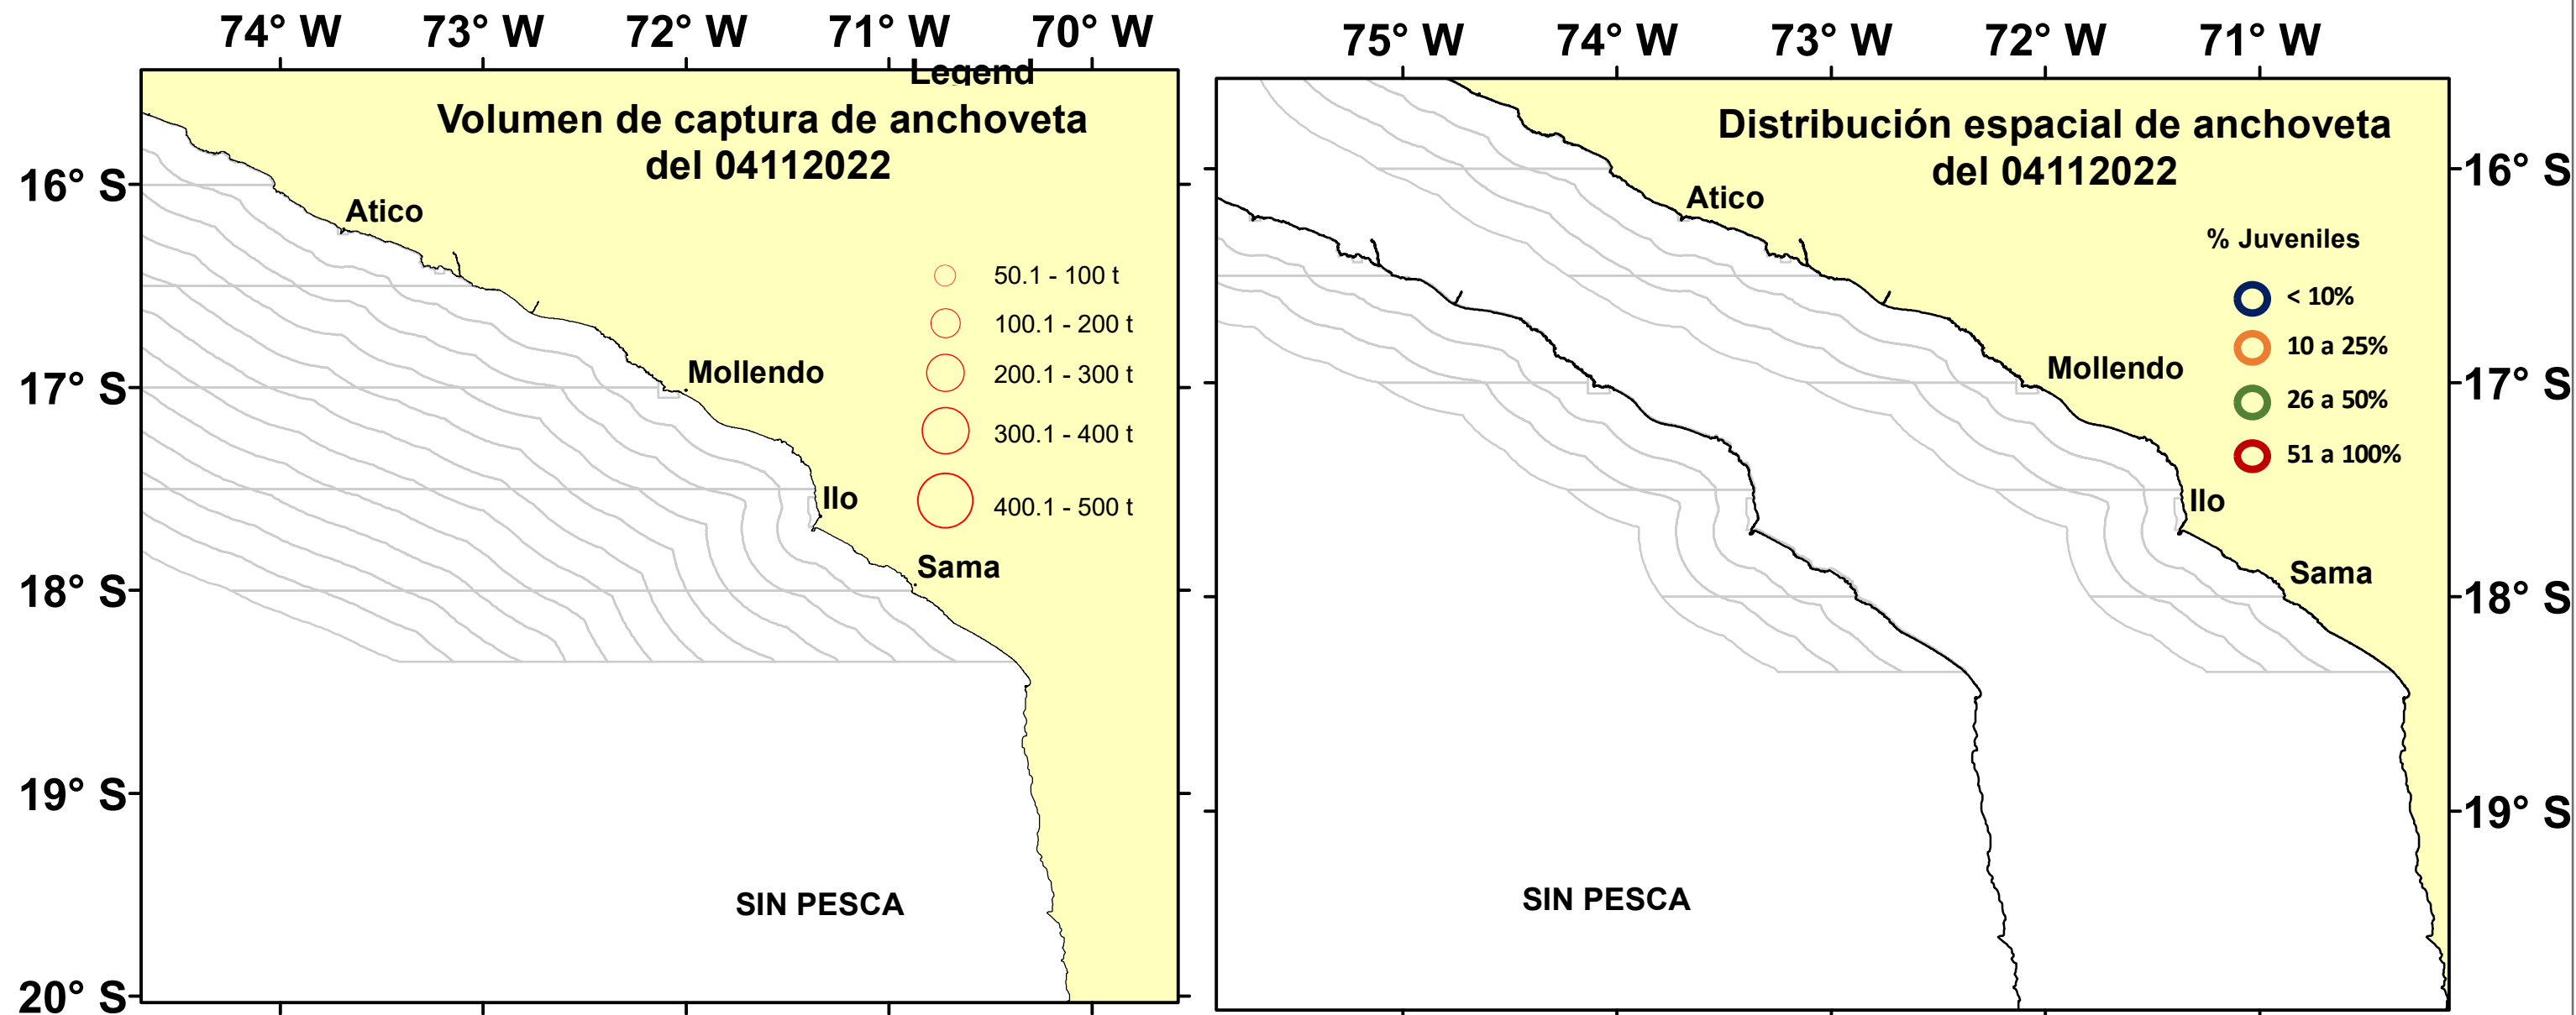 74° W 73° W 72° W 71° W 70° W
Legend
Volumen de captura de anchoveta
del 04112022
16° S
17° S
18° S
19° S
20° S
Atico
Mollendo
Ilo
Sama
50.1 - 100 t
100.1 - 200 t
200.1 - 300 t
300.1 - 400 t
400.1 - 500 t
SIN PESCA
75° W 74° W 73° W 72° W 71° W
Distribución espacial de anchoveta
del 04112022
Atico
Mollendo
Ilo
Sama
% Juveniles
< 10%
10 a 25%
26 a 50%
51 a 100%
16° S
17° S
18° S
19° S
SIN PESCA